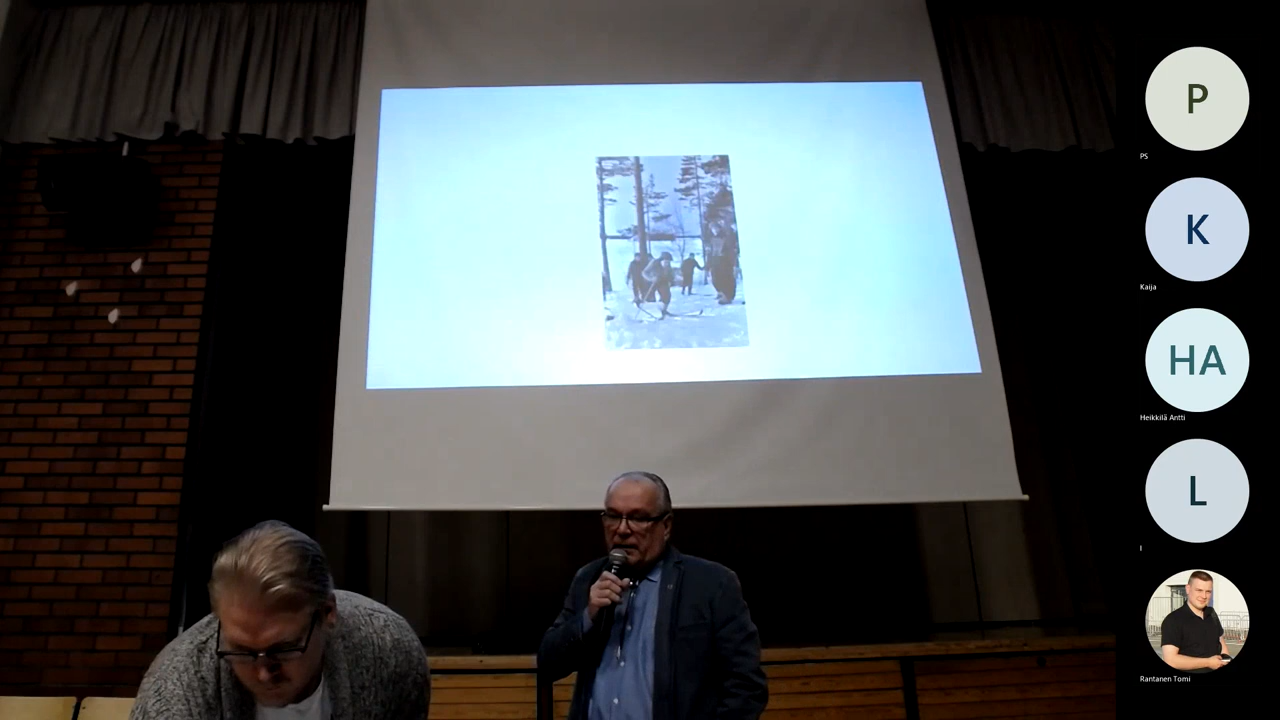 P
PS
K
Kaija
HA
Heikkilä Antti
L
l
Rantanen Tomi